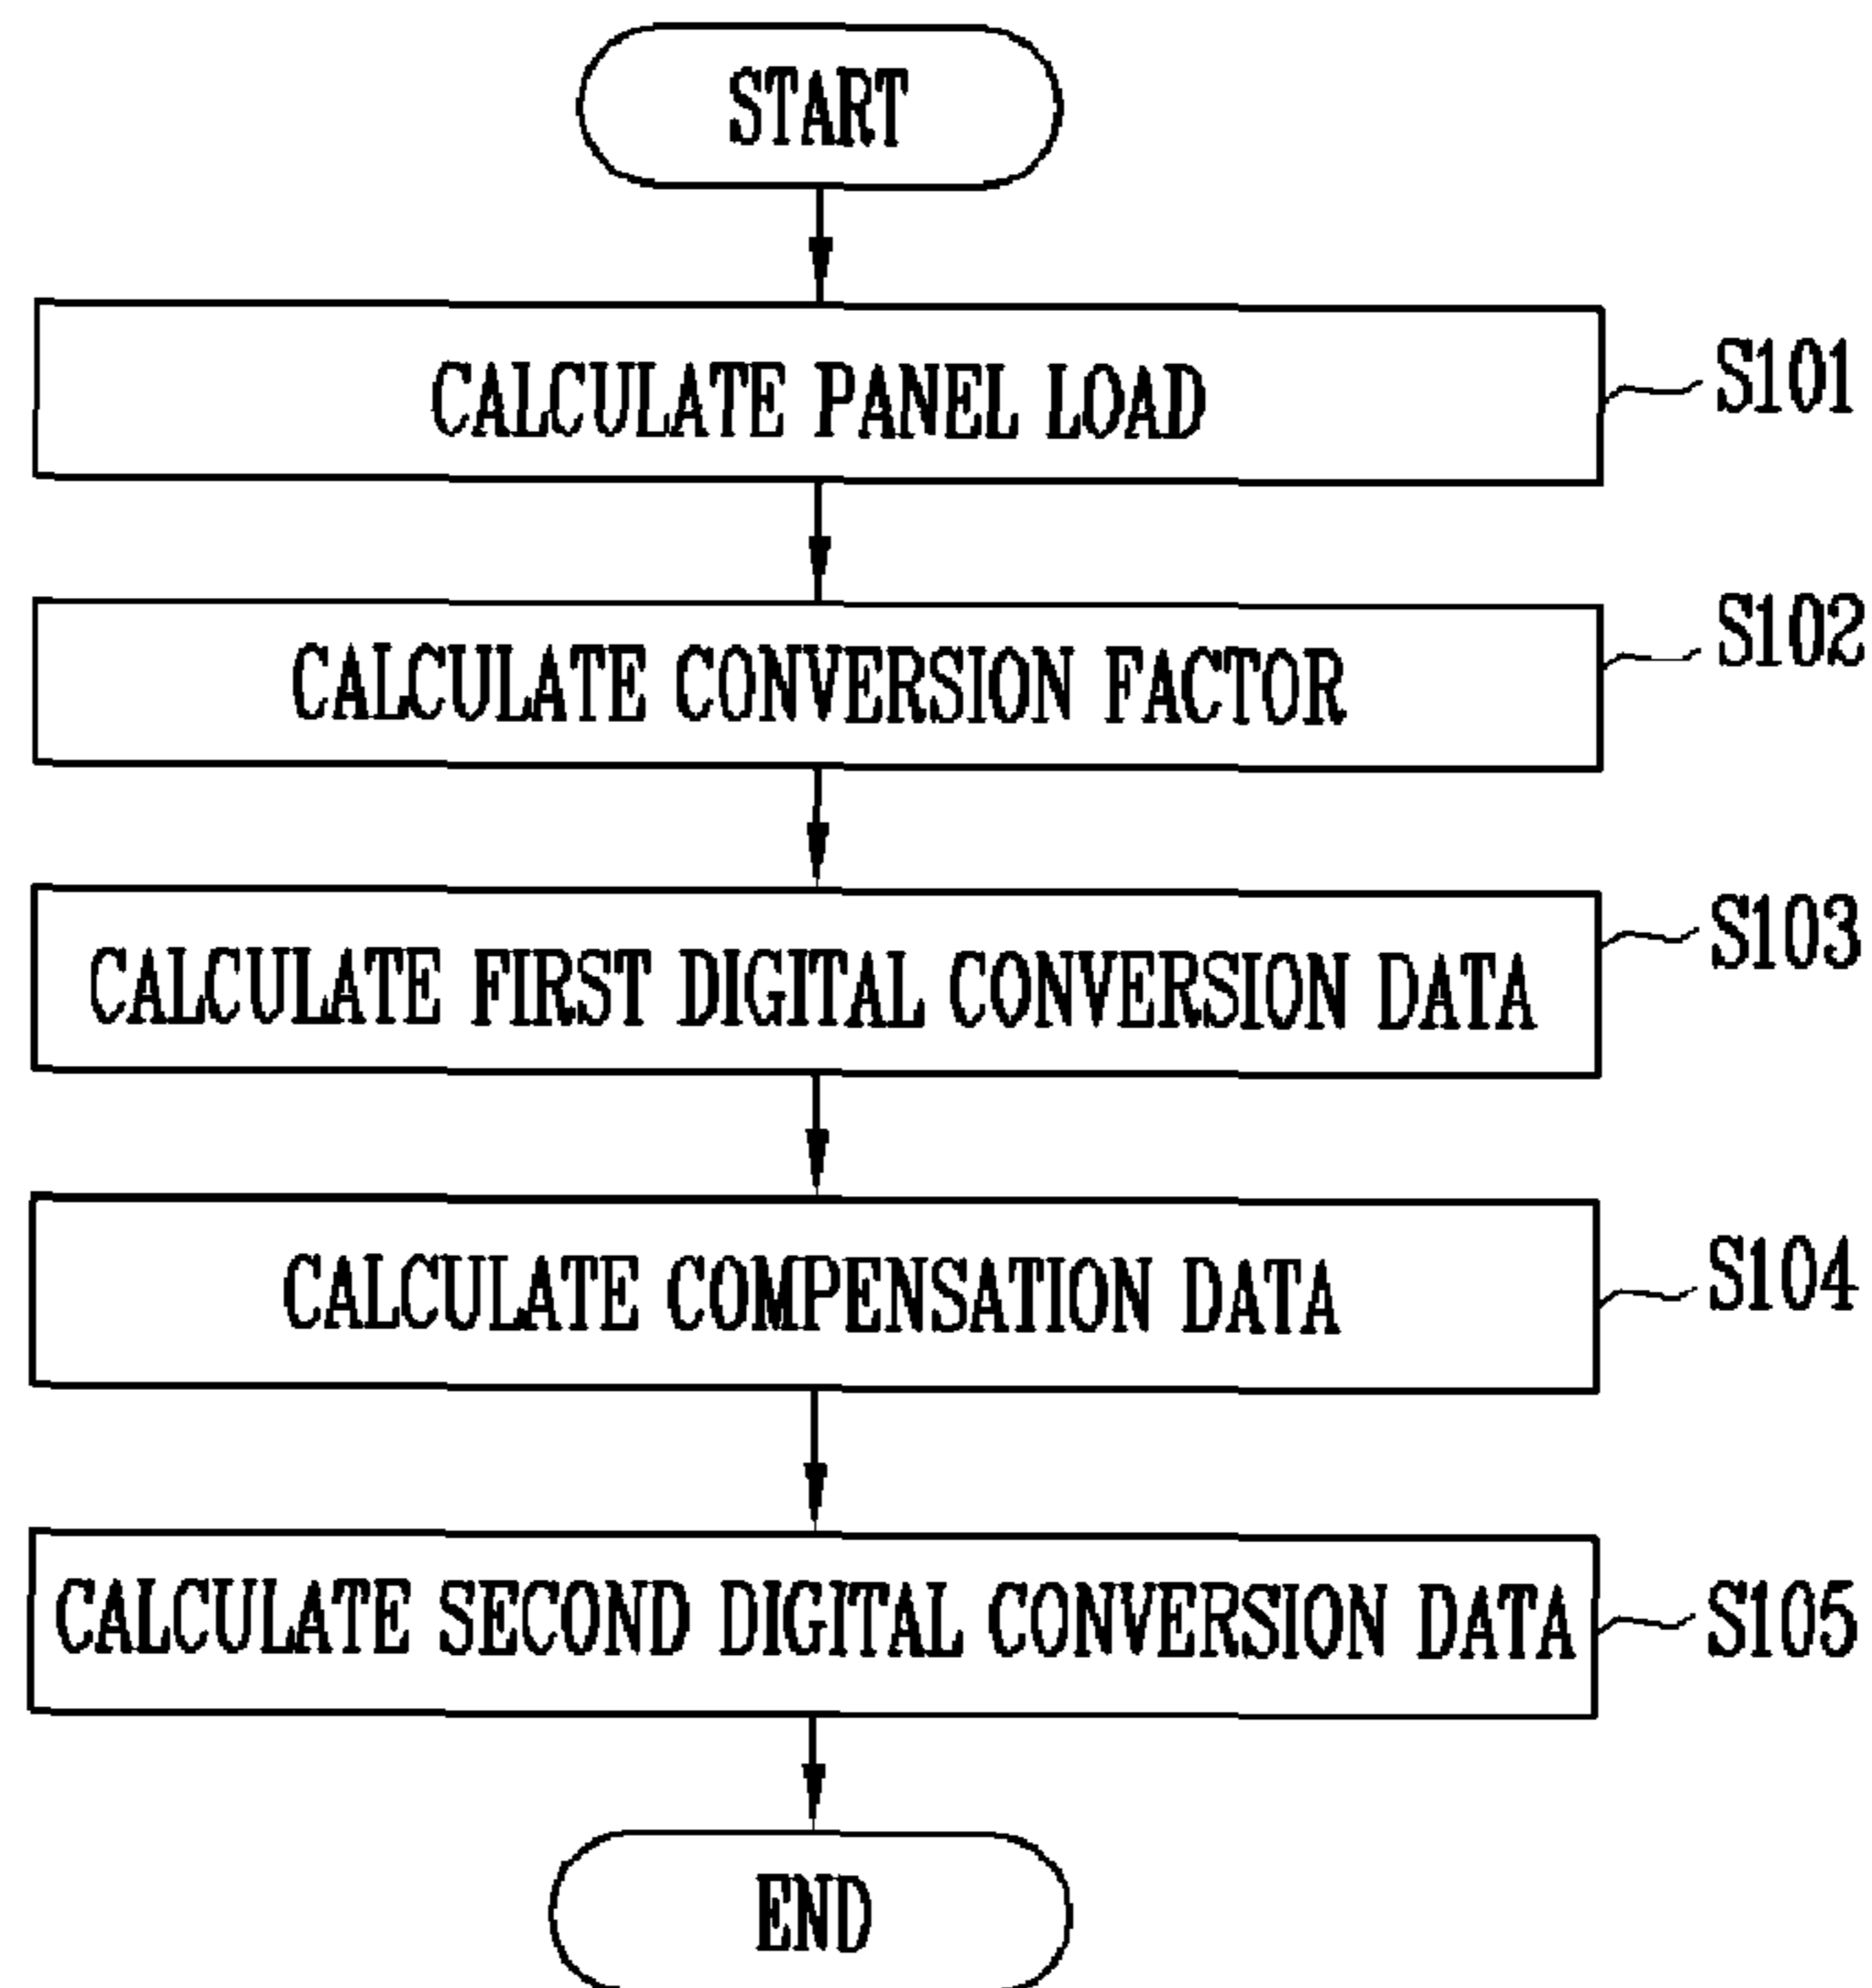 START
CALCULATE PANEL LOAD
S101
CALCULATE CONVERSION FACTOR
S102
CALCULATE FIRST DIGITAL CONVERSION DATA
S103
CALCULATE COMPENSATION DATA
S104
CALCULATE SECOND DIGITAL CONVERSION DATA
S105
END